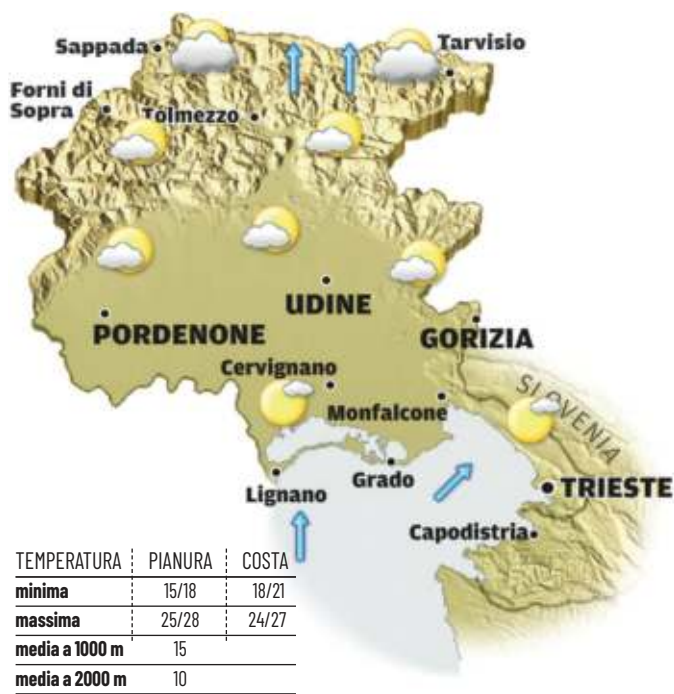 Sappada
Tarvisio
Forni di
Sopra
Tolmezzo
UDINE
PORDENONE
GORIZIA
Cervignano
Monfalcone
SLOVENIA
Lignano
Grado
TRIESTE
Capodistria
TEMPERATURA PIANURA COSTA
minima 15/18 18/21
massima 25/28 24/27
media a 1000 m 15
media a 2000 m 10